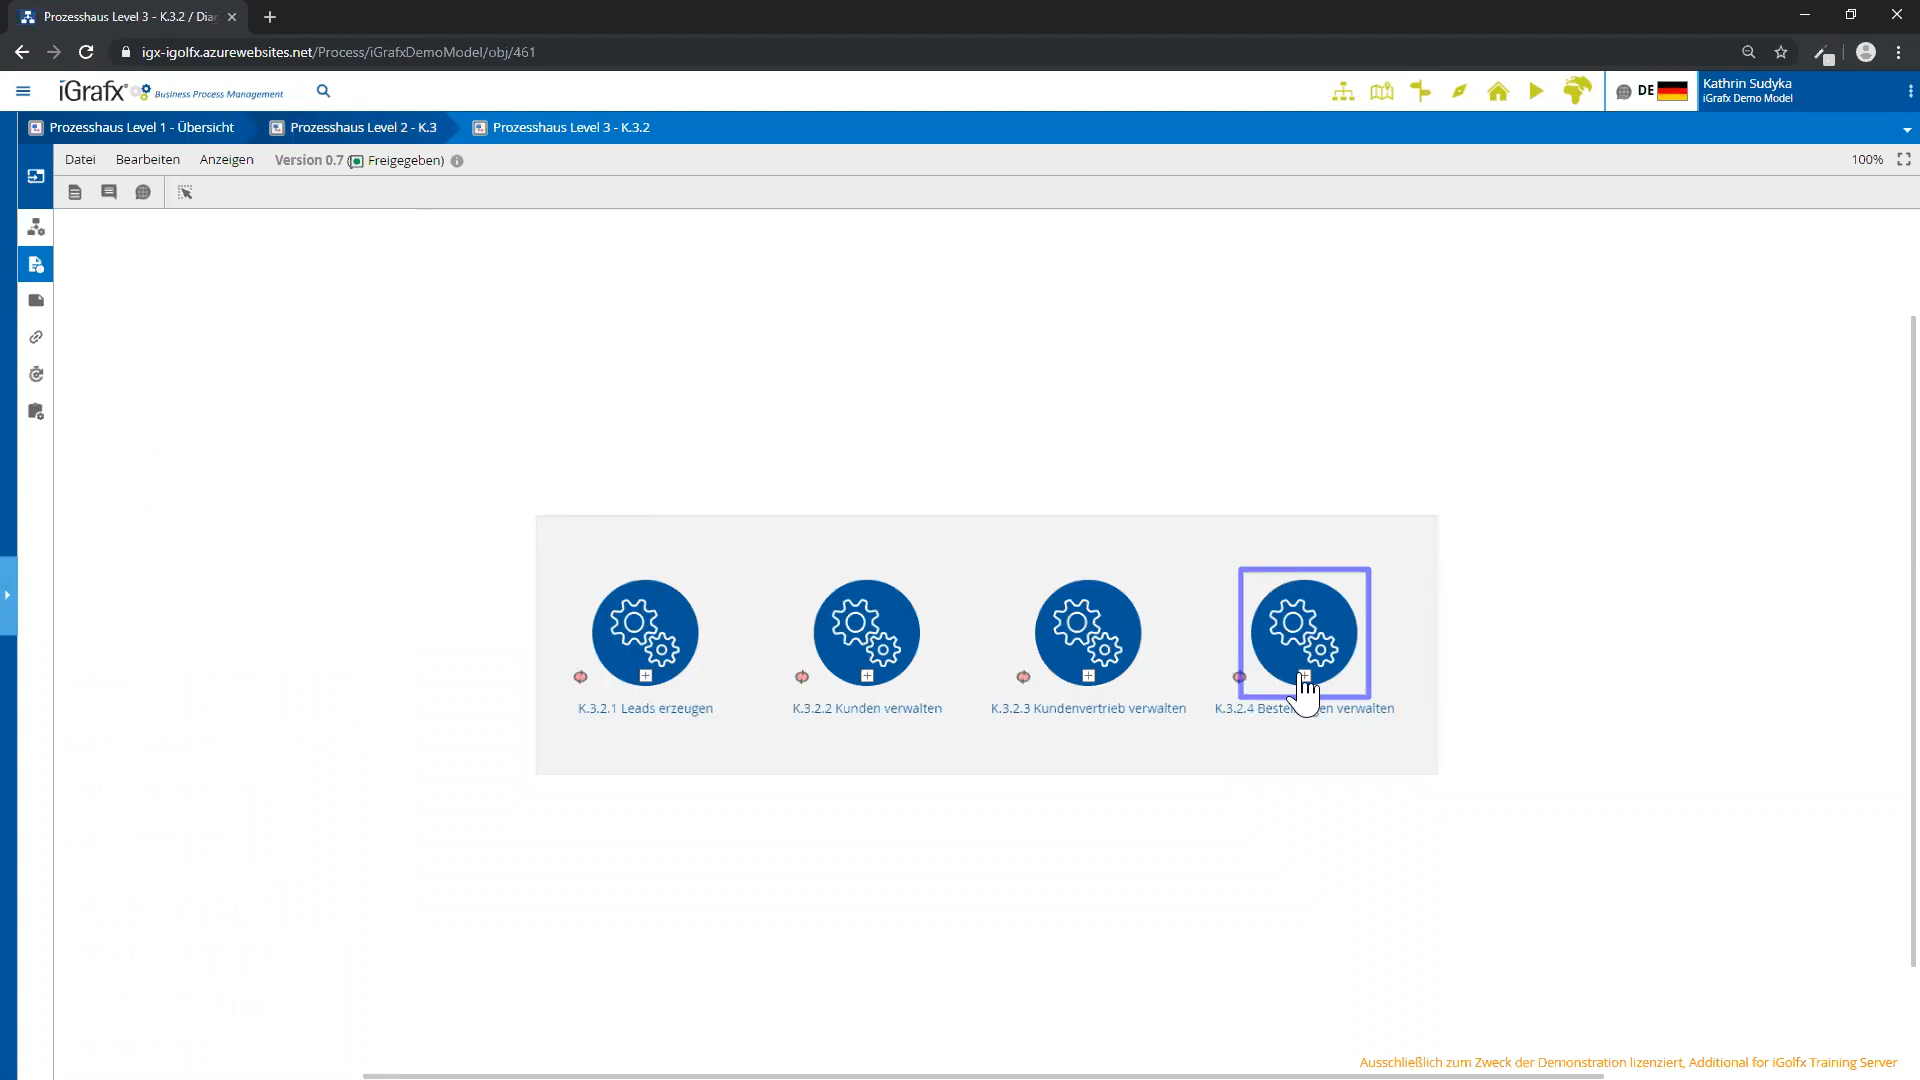 Prozesshaus Level 3 - K.3.2 / Dia
igx-igolfx.azurewebsites.net/Process/iGrafxDemoModel/obj/461
iGrafx Business Process Management
DE
Kathrin Sudyka
iGrafx Demo Model
Prozesshaus Level 1 - Übersicht
Prozesshaus Level 2 - K.3
Prozesshaus Level 3 - K.3.2
Datei Bearbeiten Anzeigen Version 0.7 (Freigegeben)
100%
K.3.2.1 Leads erzeugen
K.3.2.2 Kunden verwalten
K.3.2.3 Kundenvertrieb verwalten
K.3.2.4 verwalten
Ausschließlich zum Zweck der Demonstration lizenziert, Additional for iGolfx Training Server